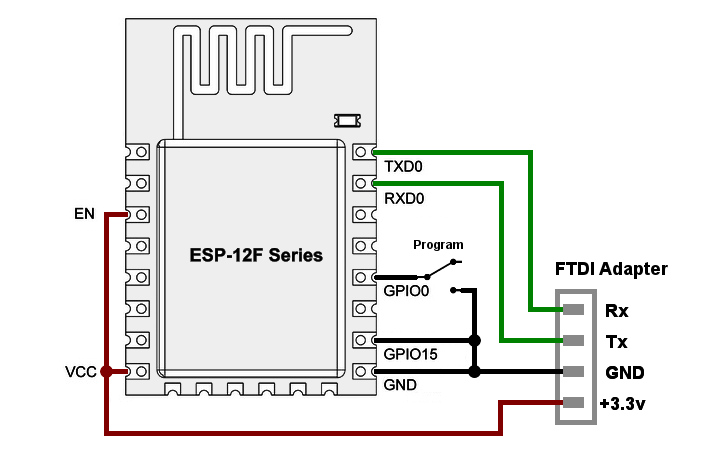 TXD0
RXD0
EN
ESP-12F Series
Program
GPIO0
FTDI Adapter
Rx
Tx
GPIO15
VCC
GND
GND
+3.3v